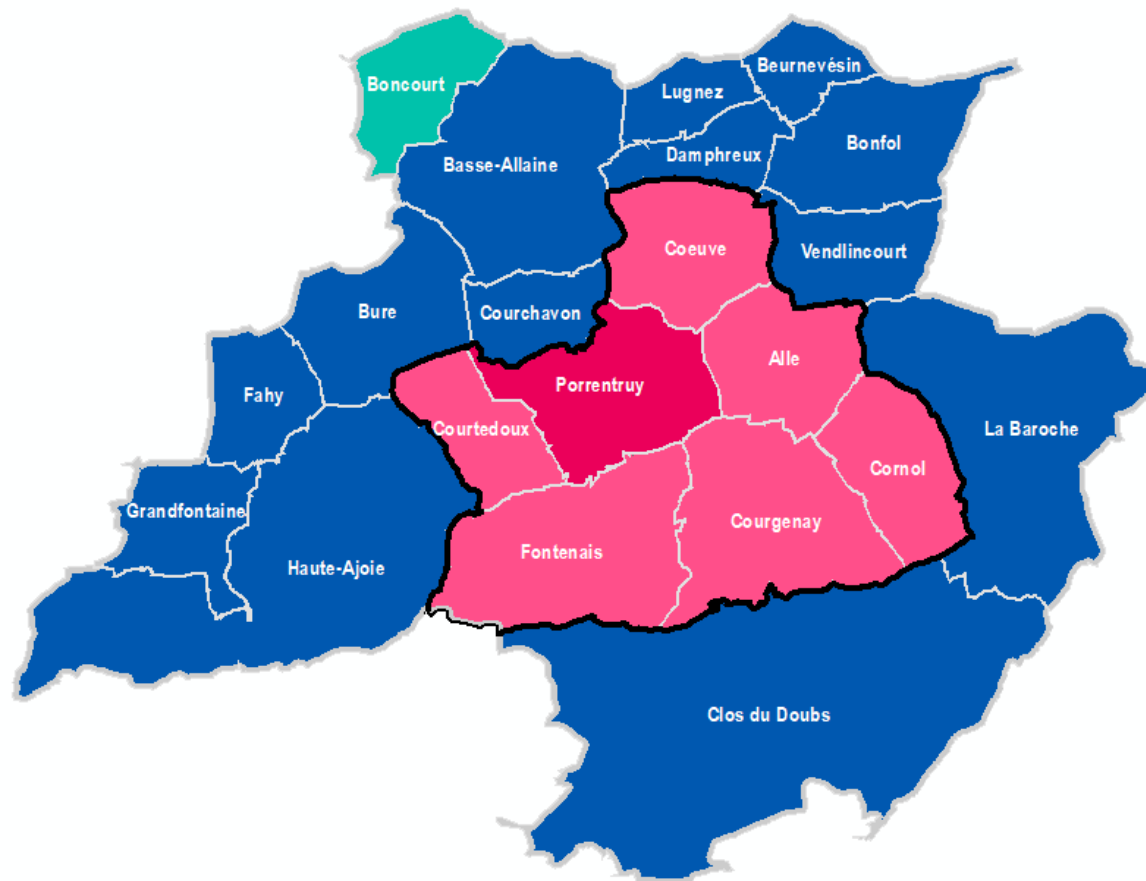 Beurnevésin
Boncourt
Lugnez
Bonfol
Damphreux
Basse-Allaine
Coeuve
Vendlincourt
Bure
Courchavon
Alle
Porrentruy
Fahy
Courtedoux
La Baroche
Cornol
Grandfontaine
Courgenay
Fontenais
Haute-Ajoie
Clos du Doubs